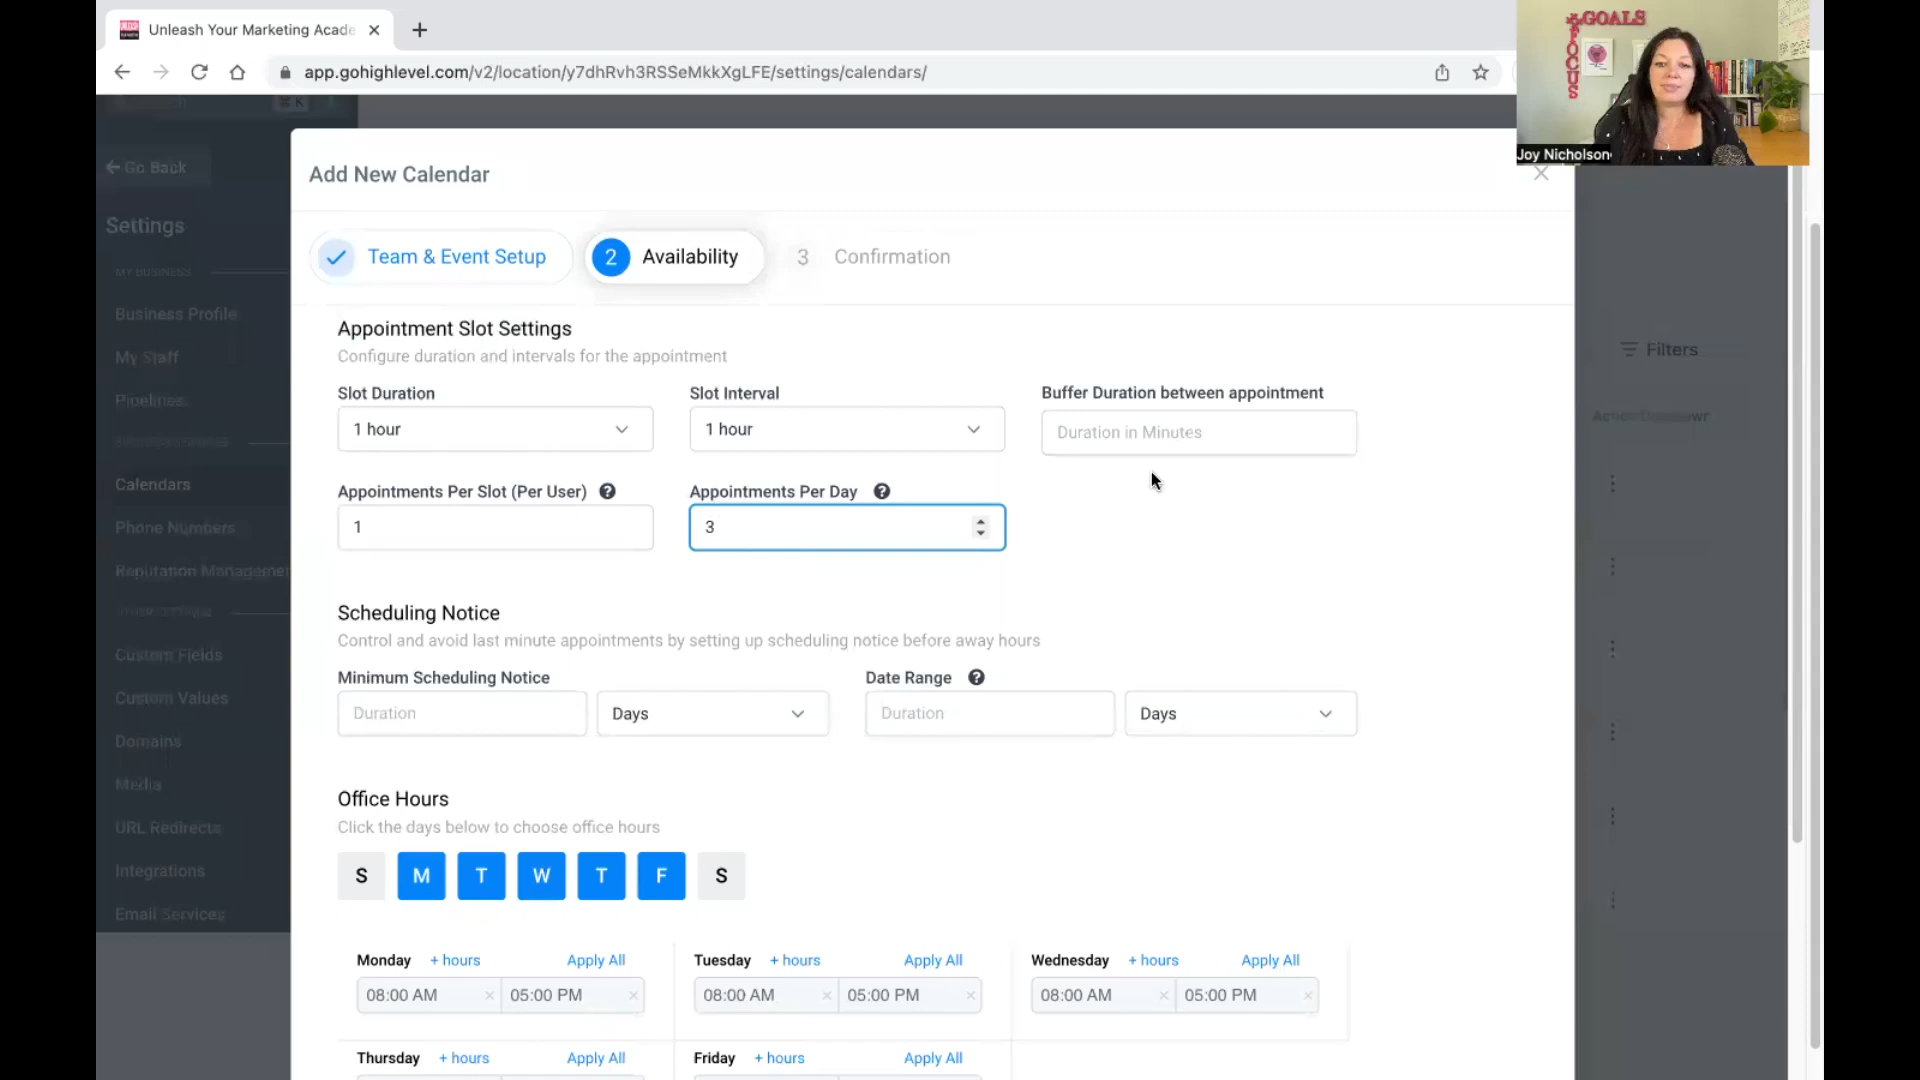 Unleash Your Marketing Acade
app.gohighlevel.com/v2/location/y7dhRvh3RSSeMkkXgLFE/settings/calendars/
GOALS
FOCUS
Joy Nicholson
K
Go Back
Add New Calendar
Settings
2 Availability
Team & Event Setup
3 Confirmation
MY BUSINESS
Business Profile
My Staff
Pipelines
Calendars
Phone Numbers
Reputation Managemen
Custom Fields
Custom Values
Domains
Media
URL Redirects
Integrations
Email Services
Filters
Appointment Slot Settings
Configure duration and intervals for the appointment
Slot Duration
1 hour
Slot Interval
1 hour
Buffer Duration between appointment
Duration in Minutes
Appointments Per Slot (Per User) ?
1
Appointments Per Day ?
3
Scheduling Notice
Control and avoid last minute appointments by setting up scheduling notice before away hours
Minimum Scheduling Notice
Duration
Days
Date Range ?
Duration
Days
Office Hours
Click the days below to choose office hours
S M T W T F S
Monday + hours Apply All
08:00 AM × 05:00 PM ×
Tuesday + hours Apply All
08:00 AM × 05:00 PM ×
Wednesday + hours Apply All
08:00 AM × 05:00 PM ×
Thursday + hours Apply All
Friday + hours Apply All